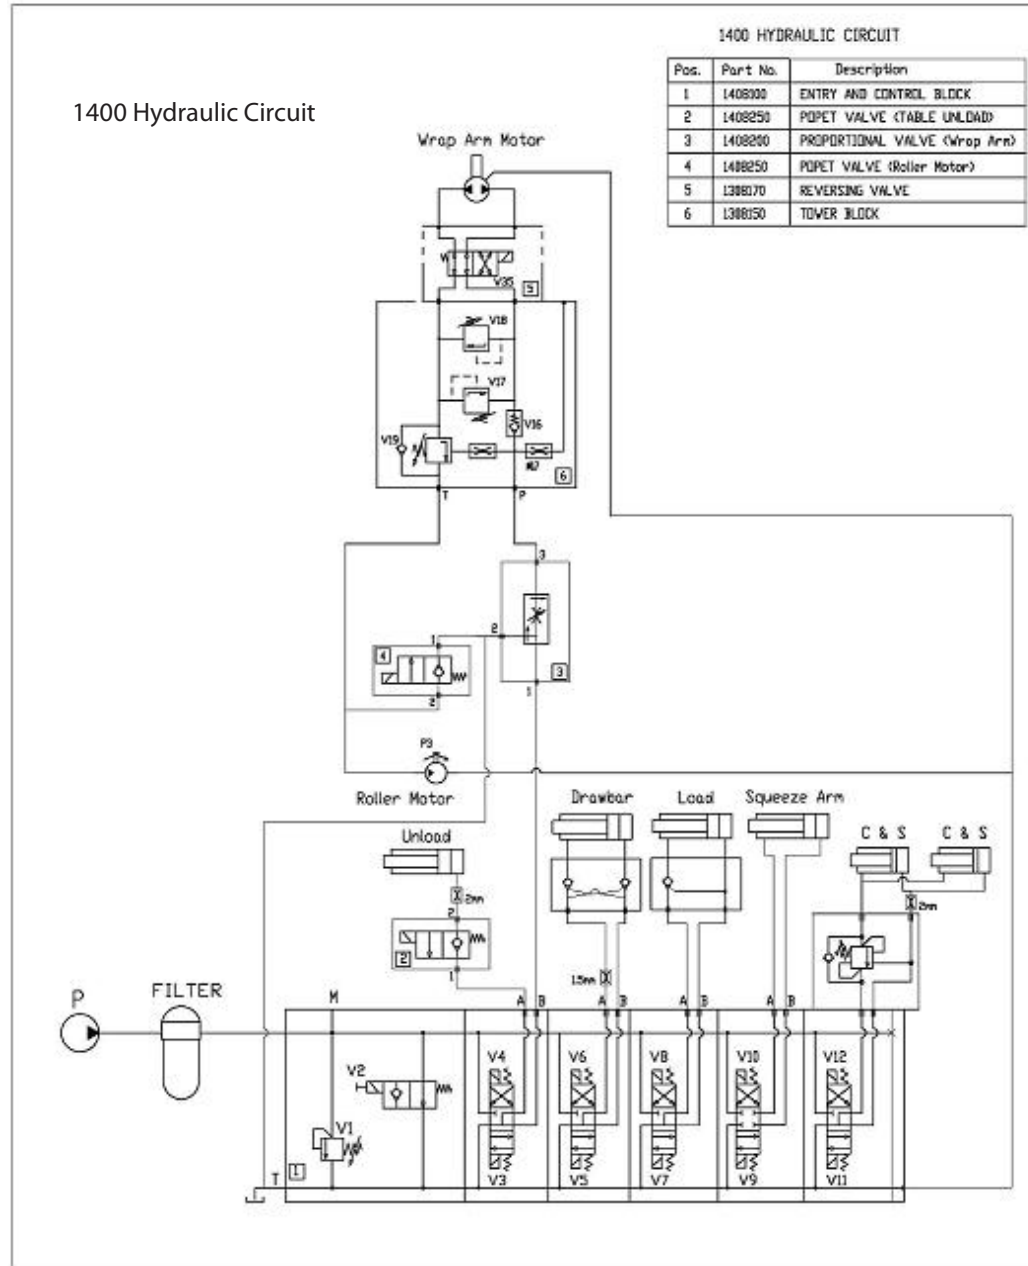 1400 HYDRAULIC CIRCUIT
Pos. Part No. Description
1 1408100 ENTRY AND CONTROL BLOCK
2 1408250 POPET VALVE (TABLE UNLOAD)
3 1408200 PROPORTIONAL VALVE (Wrap Arm)
4 1408250 POPET VALVE (Roller Motor)
5 1308170 REVERSING VALVE
6 1308150 TOWER BLOCK
1400 Hydraulic Circuit
Wrap Arm Motor
V35
5
V18
V17
V16
V19
6
T P
3
2
1
4
3
2
1
P3
Roller Motor
Drawbar Load Squeeze Arm
Unload
C & S C & S
2mm
2mm
2
2
1
1.5mm
P
FILTER
M
A B A B A B A B
V4 V6 V8 V10 V12
V2
V1
1
T
V3 V5 V7 V9 V11